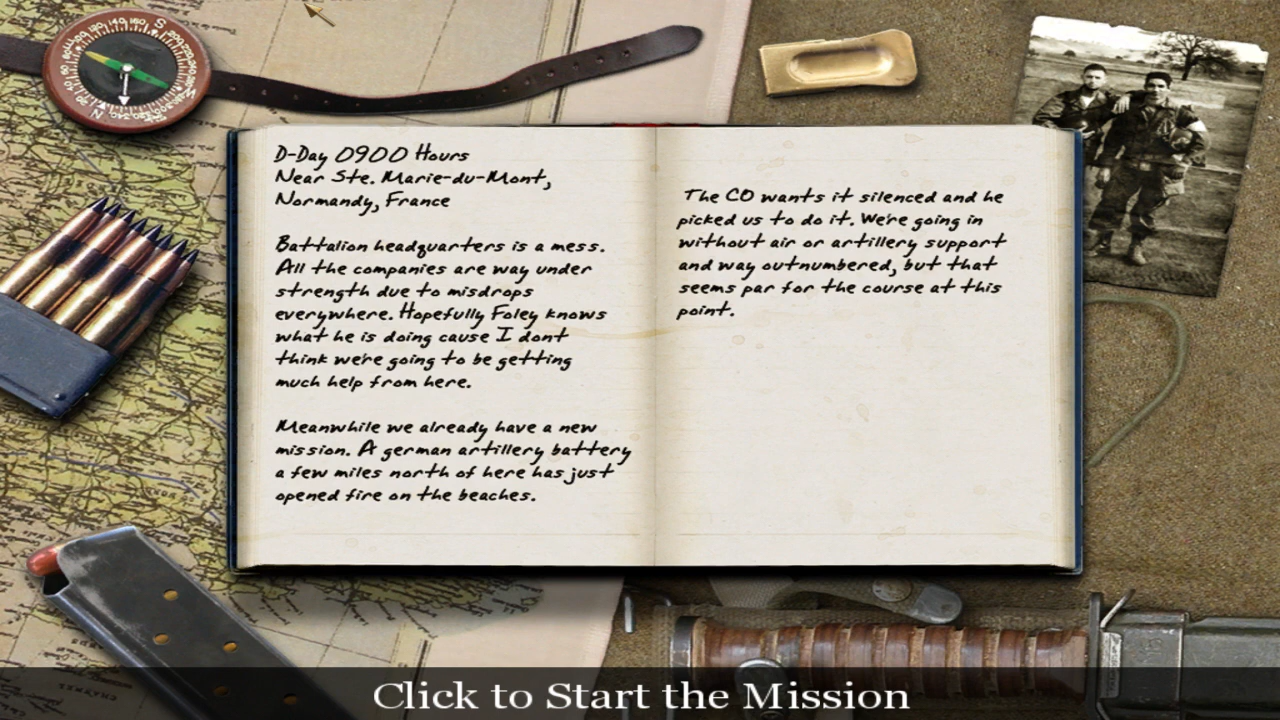 D-Day 0900 Hours
Near Ste. Marie-du-Mont,
Normandy, France
Battalion headquarters is a mess.
All the companies are way under
strength due to misdrops
everywhere. Hopefully Foley knows
what he is doing cause I dont
think we're going to be getting
much help from here.
Meanwhile we already have a new
mission. A german artillery battery
a few miles north of here has just
opened fire on the beaches.
The CO wants it silenced and he
picked us to do it. We're going in
without air or artillery support
and way outnumbered, but that
seems par for the course at this
point.
Click to Start the Mission